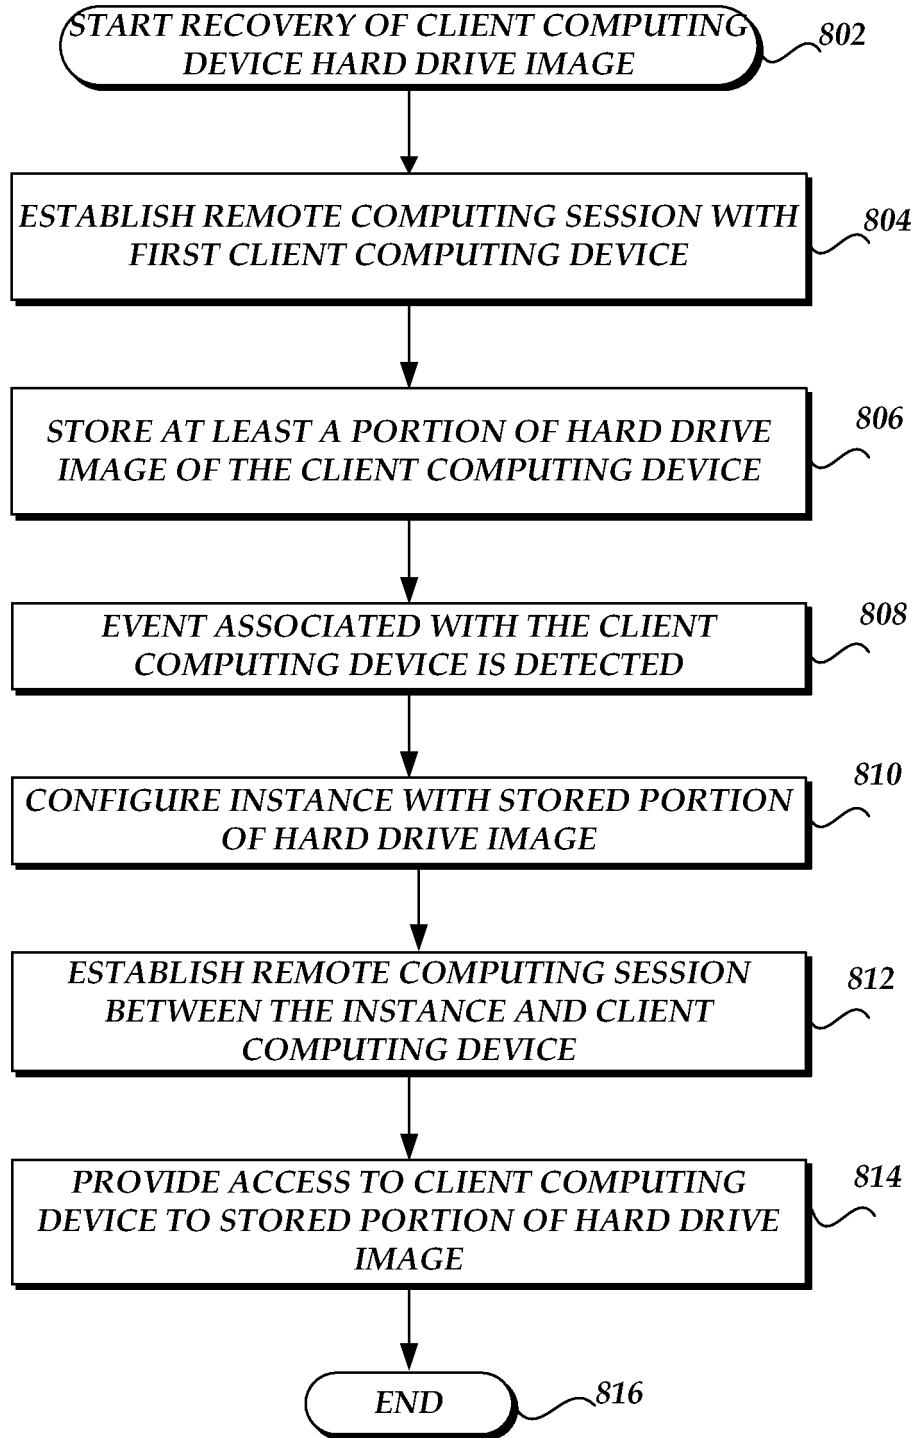 START RECOVERY OF CLIENT COMPUTING
DEVICE HARD DRIVE IMAGE
802
ESTABLISH REMOTE COMPUTING SESSION WITH
FIRST CLIENT COMPUTING DEVICE
804
STORE AT LEAST A PORTION OF HARD DRIVE
IMAGE OF THE CLIENT COMPUTING DEVICE
806
EVENT ASSOCIATED WITH THE CLIENT
COMPUTING DEVICE IS DETECTED
808
CONFIGURE INSTANCE WITH STORED PORTION
OF HARD DRIVE IMAGE
810
ESTABLISH REMOTE COMPUTING SESSION
BETWEEN THE INSTANCE AND CLIENT
COMPUTING DEVICE
812
PROVIDE ACCESS TO CLIENT COMPUTING
DEVICE TO STORED PORTION OF HARD DRIVE
IMAGE
814
END
816